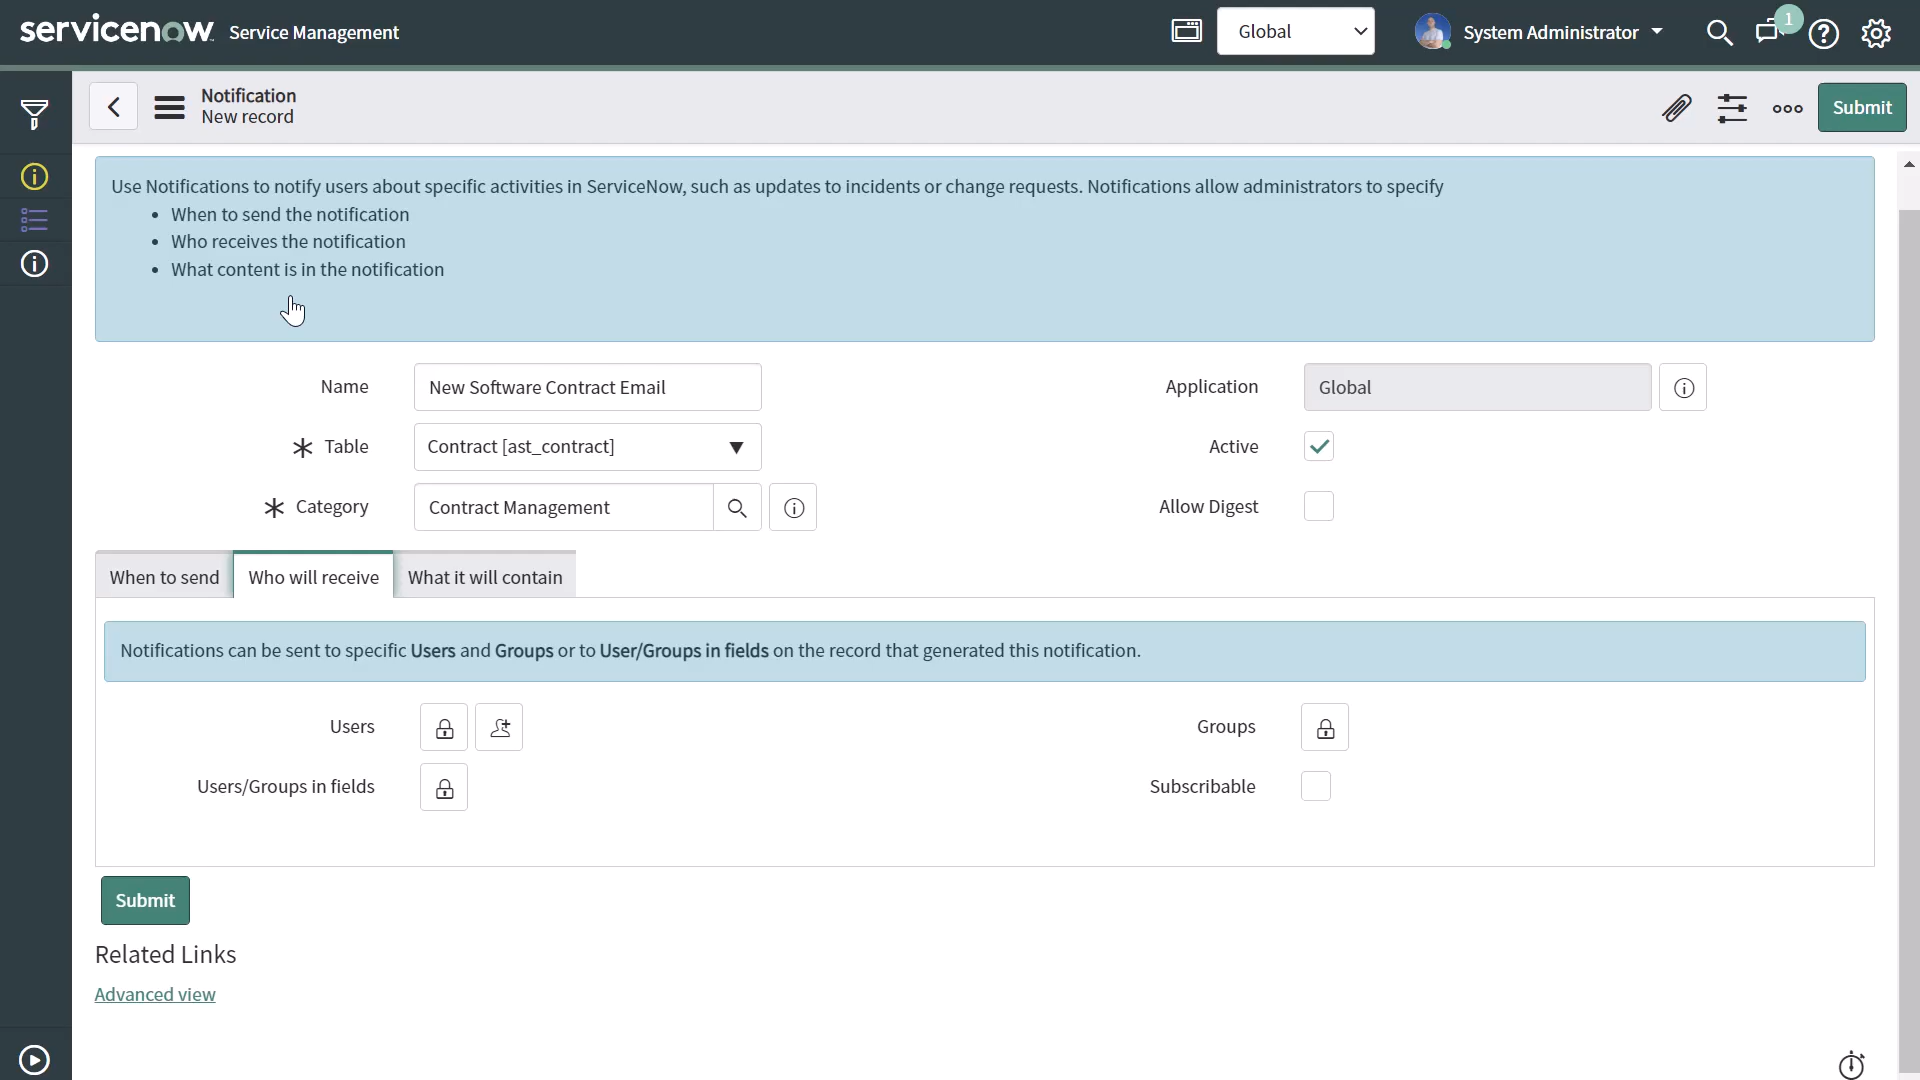 servicenow Service Management
Global
System Administrator
1
Notification
New record
Submit
Use Notifications to notify users about specific activities in ServiceNow, such as updates to incidents or change requests. Notifications allow administrators to specify
• When to send the notification
• Who receives the notification
• What content is in the notification
Name New Software Contract Email
Application Global
Table Contract [ast_contract]
Active
Category Contract Management
Allow Digest
When to send Who will receive What it will contain
Notifications can be sent to specific Users and Groups or to User/Groups in fields on the record that generated this notification.
Users
Groups
Users/Groups in fields
Subscribable
Submit
Related Links
Advanced view